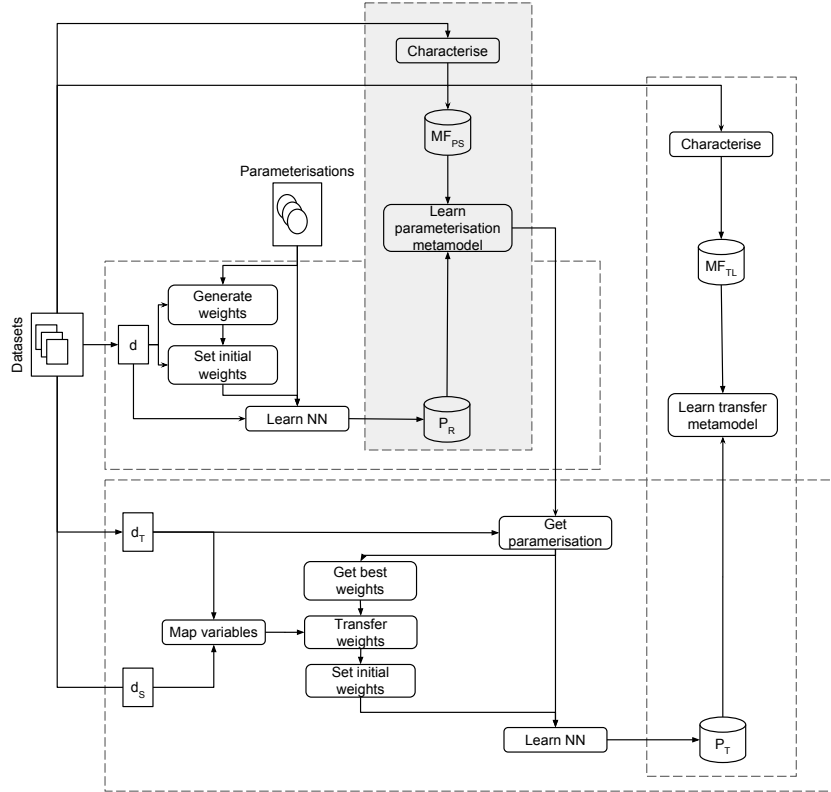 Characterise
MF_PS
Characterise
Parameterisations
Learn
parameterisation
metamodel
MF_TL
Generate
weights
Datasets
d
Set initial
weights
Learn NN
P_R
Learn transfer
metamodel
d_T
Get
paramerisation
Get best
weights
Map variables
Transfer
weights
d_S
Set initial
weights
Learn NN
P_T